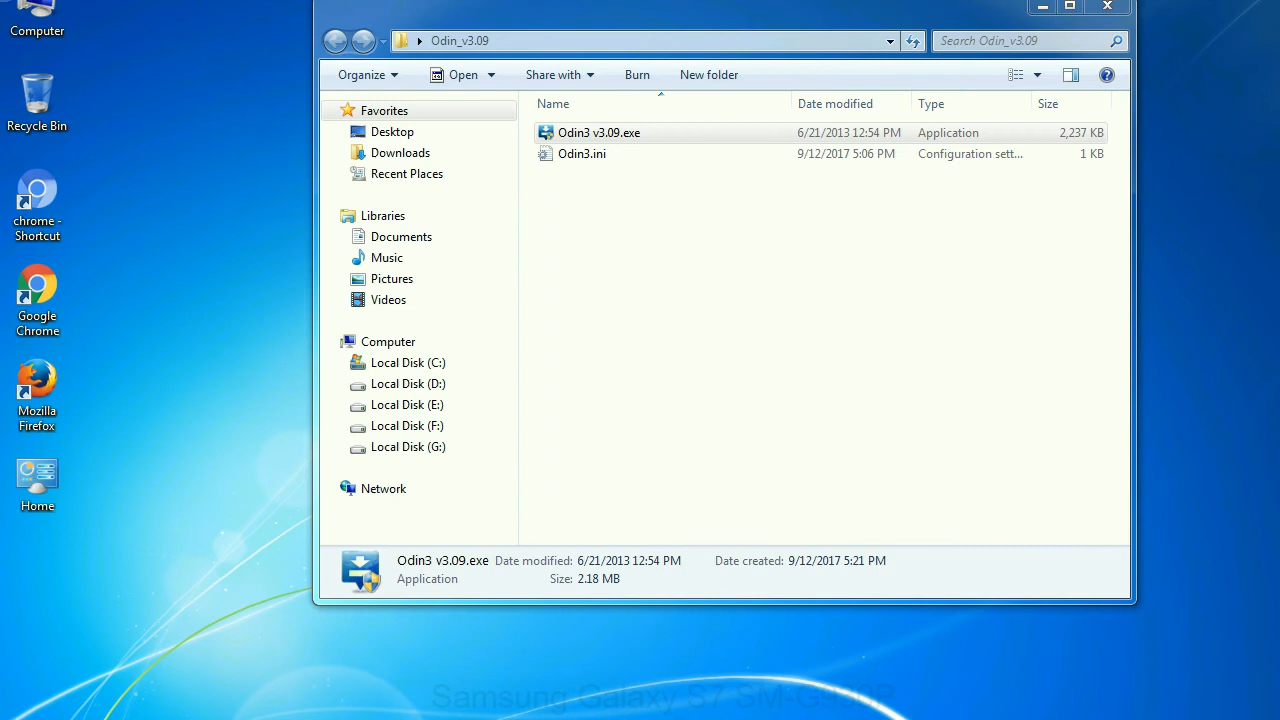 Computer
Recycle Bin
chrome -
Shortcut
Google
Chrome
Mozilla
Firefox
Home
Odin_v3.09
Search Odin_v3.09
Organize
Open
Share with
Burn
New folder
Favorites
Desktop
Downloads
Recent Places
Libraries
Documents
Music
Pictures
Videos
Computer
Local Disk (C:)
Local Disk (D:)
Local Disk (E:)
Local Disk (F:)
Local Disk (G:)
Network
Name Date modified Type Size
Odin3 v3.09.exe 6/21/2013 12:54 PM Application 2,237 KB
Odin3.ini 9/12/2017 5:06 PM Configuration sett... 1 KB
Odin3 v3.09.exe Date modified: 6/21/2013 12:54 PM Date created: 9/12/2017 5:21 PM
Application Size: 2.18 MB
Samsung Galaxy S7 SM-G930P